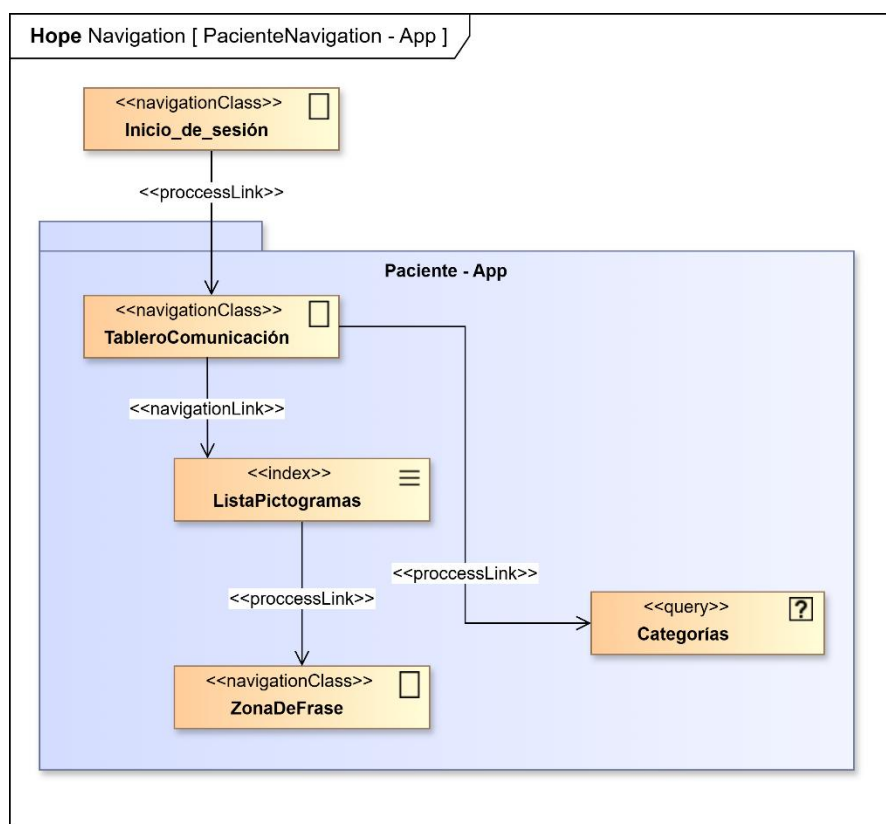 Hope Navigation [ PacienteNavigation - App ]
<<navigationClass>>
Inicio_de_sesión
<<proccessLink>>
Paciente - App
<<navigationClass>>
TableroComunicación
<<navigationLink>>
<<index>>
ListaPictogramas
<<proccessLink>>
<<proccessLink>>
<<query>>
?
Categorías
<<navigationClass>>
ZonaDeFrase